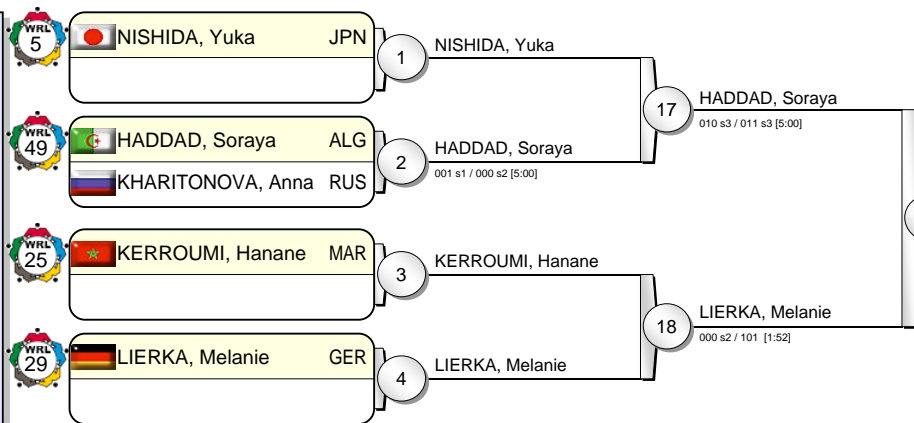 WRL
5
NISHIDA, Yuka JPN
1
NISHIDA, Yuka
17
HADDAD, Soraya
010 s3 / 011 s3 [5:00]
WRL
49
HADDAD, Soraya ALG
KHARITONOVA, Anna RUS
2
HADDAD, Soraya
001 s1 / 000 s2 [5:00]
WRL
25
KERROUMI, Hanane MAR
3
KERROUMI, Hanane
18
LIERKA, Melanie
000 s2 / 101 [1:52]
WRL
29
LIERKA, Melanie GER
4
LIERKA, Melanie